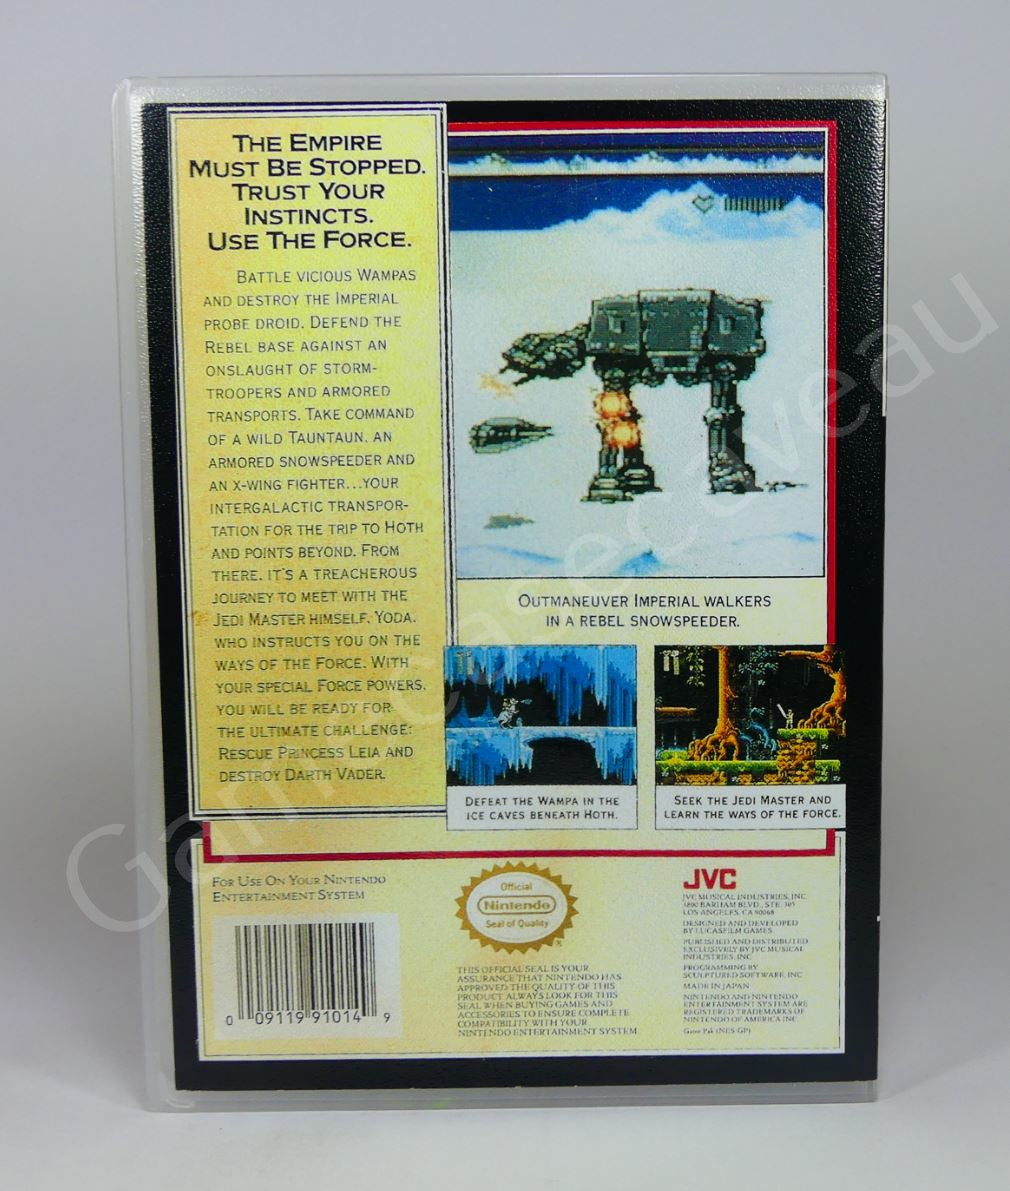 THE EMPIRE
MUST BE STOPPED.
TRUST YOUR
INSTINCTS.
USE THE FORCE.
BATTLE VICIOUS WAMPAS
AND DESTROY THE IMPERIAL
PROBE DROID. DEFEND THE
REBEL BASE AGAINST AN
ONSLAUGHT OF STORM-
TROOPERS AND ARMORED
TRANSPORTS. TAKE COMMAND
OF A WILD TAUNTAUN, AN
ARMORED SNOWSPEEDER AND
AN X-WING FIGHTER...YOUR
INTERGALACTIC TRANSPOR-
TATION FOR THE TRIP TO HOTH
AND POINTS BEYOND. FROM
THERE, IT'S A TREACHEROUS
JOURNEY TO MEET WITH THE
JEDI MASTER HIMSELF, YODA,
WHO INSTRUCTS YOU ON THE
WAYS OF THE FORCE. WITH
YOUR SPECIAL FORCE POWERS,
YOU WILL BE READY FOR
THE ULTIMATE CHALLENGE:
RESCUE PRINCESS LEIA AND
DESTROY DARTH VADER.
OUTMANEUVER IMPERIAL WALKERS
IN A REBEL SNOWSPEEDER.
DEFEAT THE WAMPA IN THE
ICE CAVES BENEATH HOTH.
SEEK THE JEDI MASTER AND
LEARN THE WAYS OF THE FORCE.
FOR USE ON YOUR NINTENDO
ENTERTAINMENT SYSTEM
0 09119 91014 9
Official
Nintendo
Seal of Quality
®
THIS OFFICIAL SEAL IS YOUR
ASSURANCE THAT NINTENDO HAS
APPROVED THE QUALITY OF THIS
PRODUCT. ALWAYS LOOK FOR THIS
SEAL WHEN BUYING GAMES AND
ACCESSORIES TO ENSURE COMPLETE
COMPATIBILITY WITH YOUR
NINTENDO ENTERTAINMENT SYSTEM
JVC
JVC MUSICAL INDUSTRIES, INC.
3800 BARHAM BLVD., STE. 305
LOS ANGELES, CA 90068
DESIGNED AND DEVELOPED
BY LUCASFILM GAMES
PUBLISHED AND DISTRIBUTED
EXCLUSIVELY BY JVC MUSICAL
INDUSTRIES, INC
PROGRAMMING BY
SCULPTURED SOFTWARE, INC
MADE IN JAPAN
NINTENDO AND NINTENDO
ENTERTAINMENT SYSTEM ARE
REGISTERED TRADEMARKS OF
NINTENDO OF AMERICA INC
Game Pak (NES-GP)
GameCaseCaveau